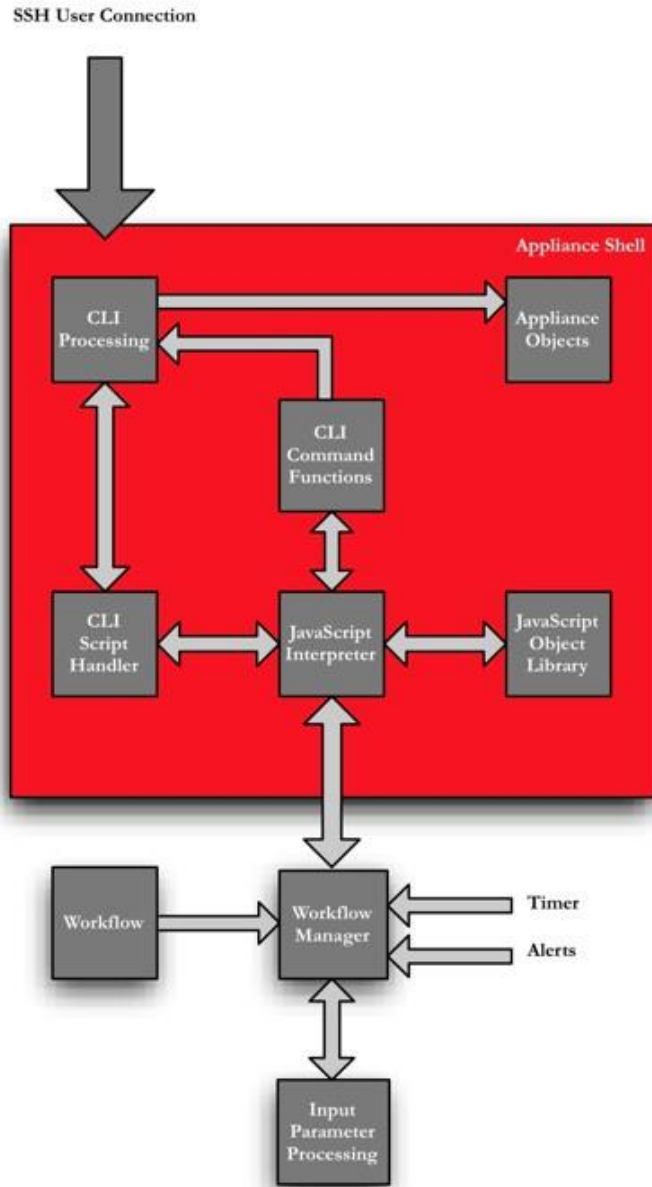 SSH User Connection
Appliance Shell
CLI
Processing
Appliance
Objects
CLI
Command
Functions
CLI
Script
Handler
JavaScript
Interpreter
JavaScript
Object
Library
Workflow
Workflow
Manager
Timer
Alerts
Input
Parameter
Processing